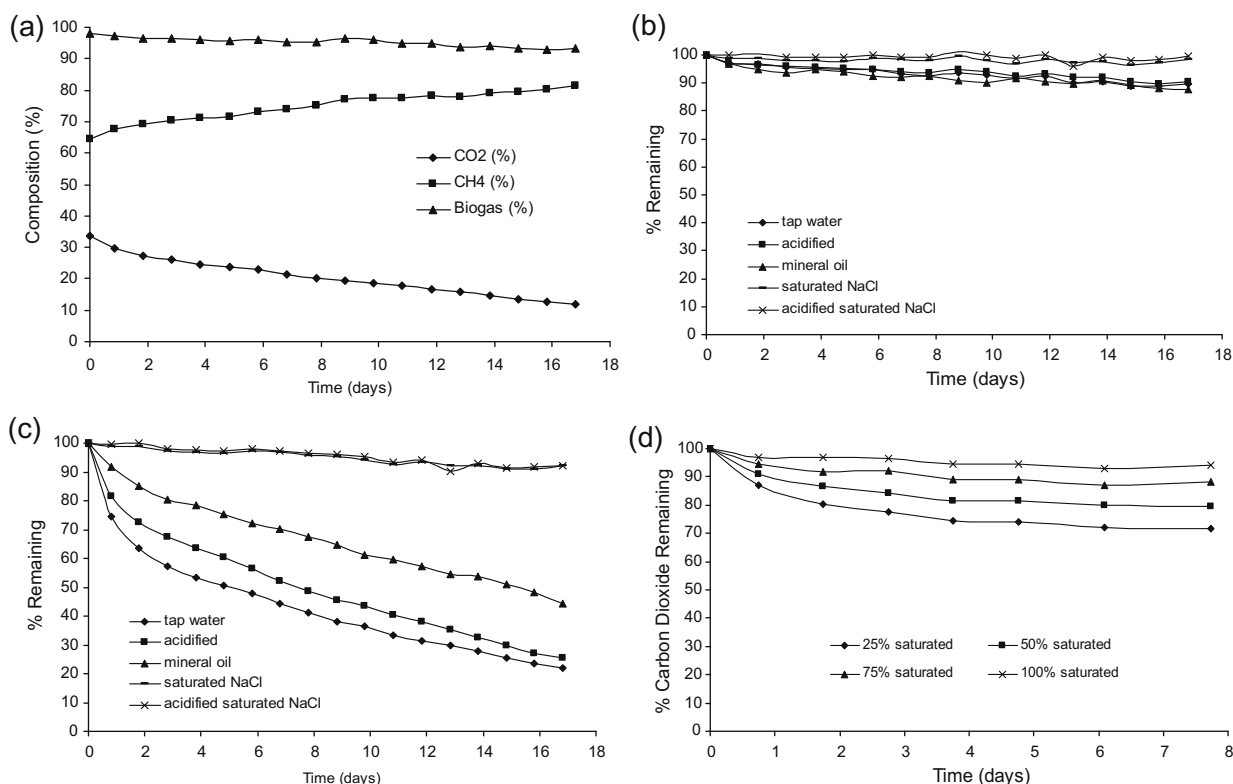 (a)
100
90
80
70
60
50
40
30
20
10
0
Composition (%)
CO2 (%)
CH4 (%)
Biogas (%)
0 2 4 6 8 10 12 14 16 18
Time (days)
(b)
100
90
80
70
60
50
40
30
20
10
0
% Remaining
tap water
acidified
mineral oil
saturated NaCl
acidified saturated NaCl
0 2 4 6 8 10 12 14 16 18
Time (days)
(c)
100
90
80
70
60
50
40
30
20
10
0
% Remaining
tap water
acidified
mineral oil
saturated NaCl
acidified saturated NaCl
0 2 4 6 8 10 12 14 16 18
Time (days)
(d)
100
90
80
70
60
50
40
30
20
10
0
% Carbon Dioxide Remaining
25% saturated 50% saturated
75% saturated 100% saturated
0 1 2 3 4 5 6 7 8
Time (days)